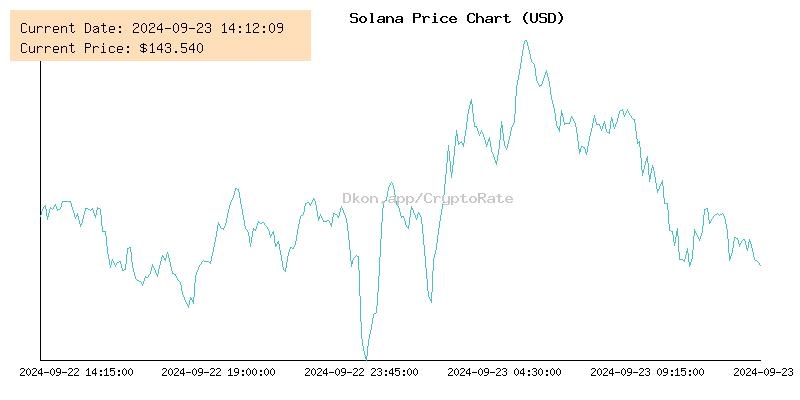 Solana Price Chart (USD)
Current Date: 2024-09-23 14:12:09
Current Price: $143.540
Dkon.app/CryptoRate
2024-09-22 14:15:00
2024-09-22 19:00:00
2024-09-22 23:45:00
2024-09-23 04:30:00
2024-09-23 09:15:00
2024-09-23